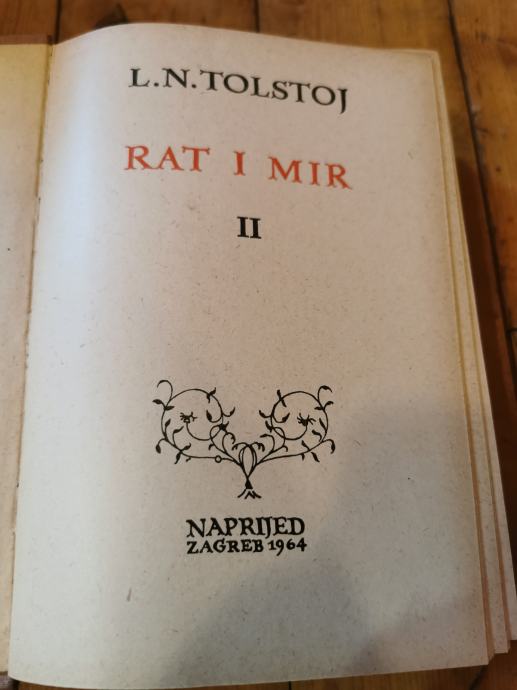 L.N.TOLSTOJ
RAT I MIR
II
NAPRIJED
ZAGREB 1964